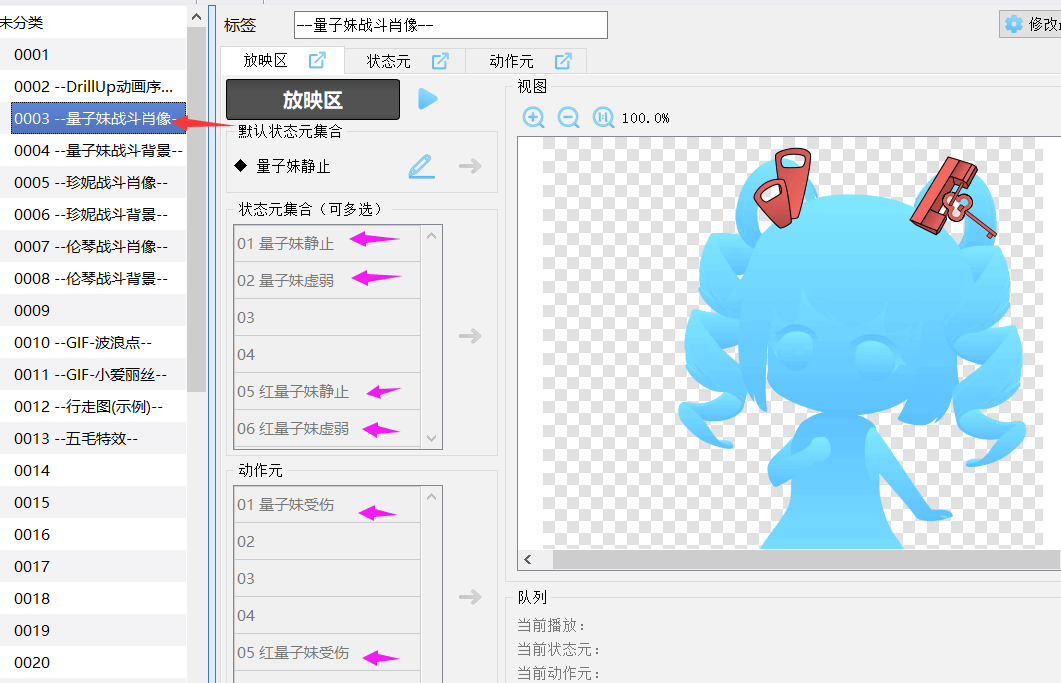 未分类
0001
0002 --DrillUp动画序...
0003 --量子妹战斗肖像--
0004 --量子妹战斗背景--
0005 --珍妮战斗肖像--
0006 --珍妮战斗背景--
0007 --伦琴战斗肖像--
0008 --伦琴战斗背景--
0009
0010 --GIF-波浪点--
0011 --GIF-小爱丽丝--
0012 --行走图(示例)--
0013 --五毛特效--
0014
0015
0016
0017
0018
0019
0020
标签
--量子妹战斗肖像--
修改
放映区
状态元
动作元
放映区
默认状态元集合
◆ 量子妹静止
状态元集合（可多选）
01 量子妹静止
02 量子妹虚弱
03
04
05 红量子妹静止
06 红量子妹虚弱
动作元
01 量子妹受伤
02
03
04
05 红量子妹受伤
视图
100.0%
队列
当前播放：
当前状态元：
当前动作元：